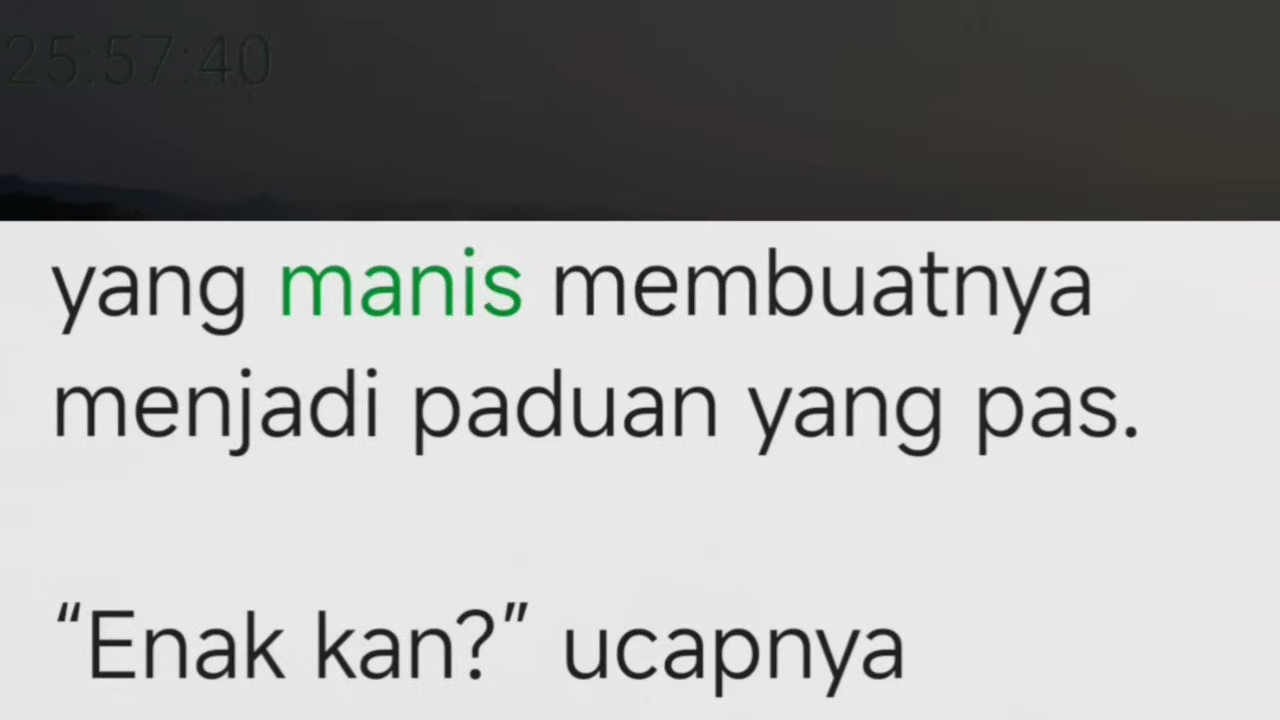 25:57:40
yang manis membuatnya
menjadi paduan yang pas.
“Enak kan?” ucapnya